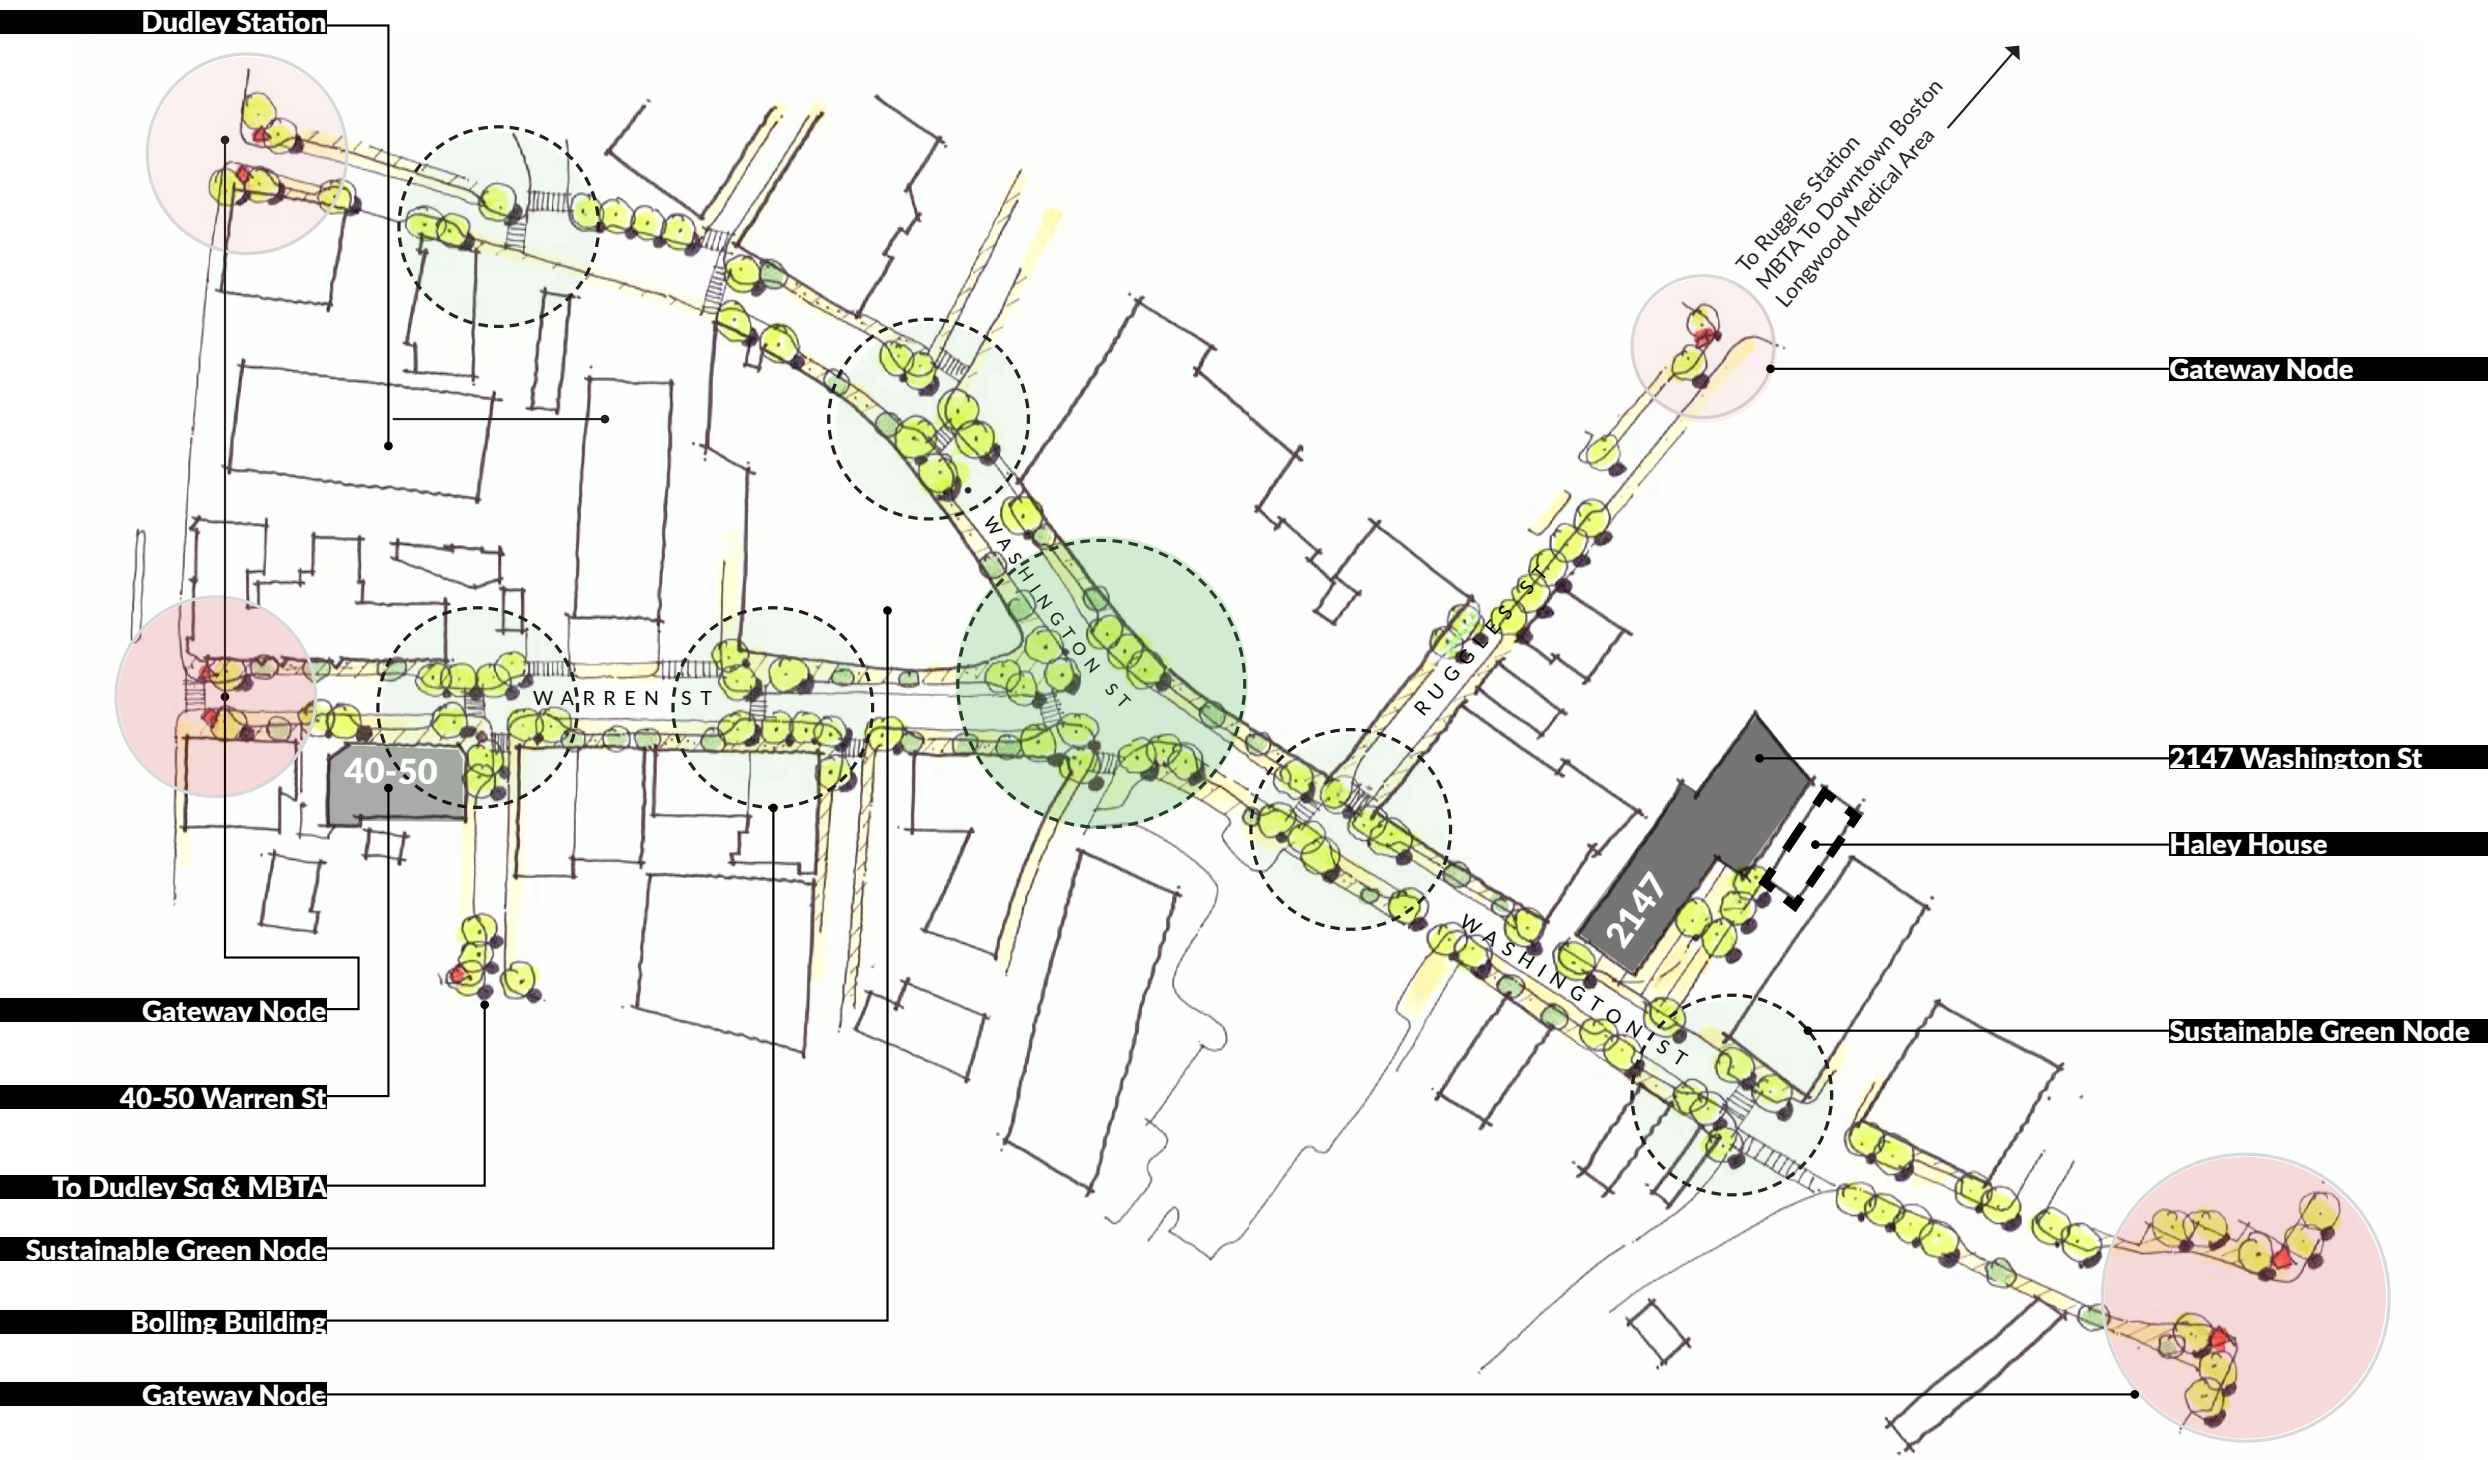 Dudley Station
To Ruggles Station
MBTA To Downtown Boston
Longwood Medical Area
Gateway Node
WASHINGTON ST
RUGGLES ST
WARREN ST
40-50
2147 Washington St
Haley House
2147
WASHINGTON ST
Gateway Node
Sustainable Green Node
40-50 Warren St
To Dudley Sq & MBTA
Sustainable Green Node
Bolling Building
Gateway Node